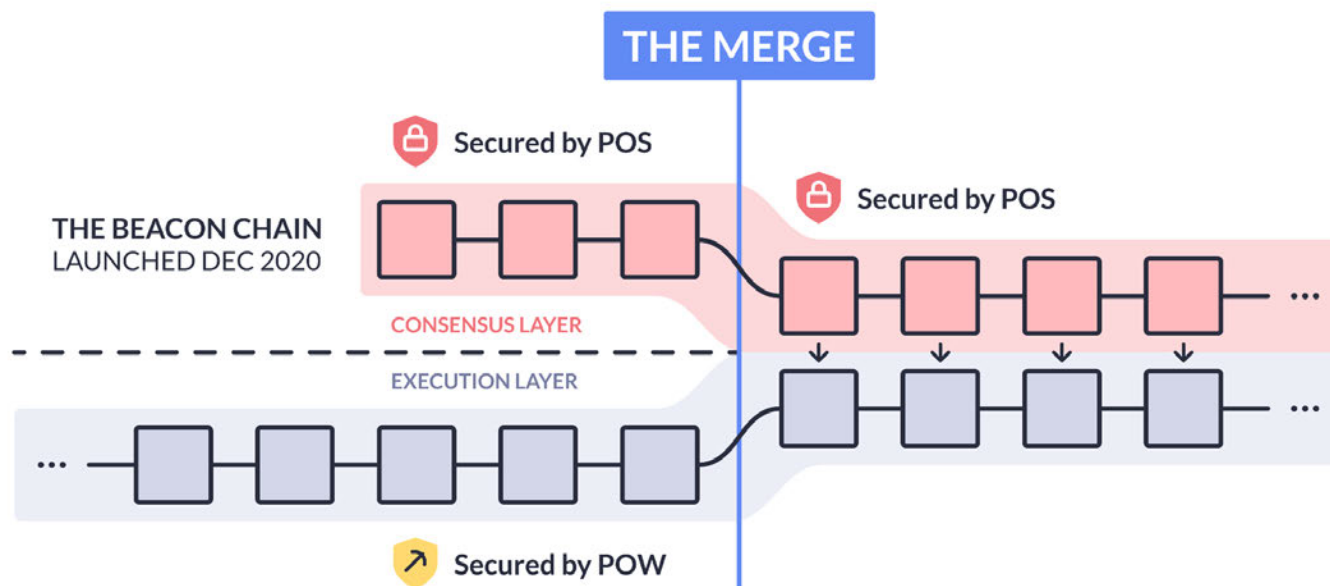 THE MERGE
Secured by POS
Secured by POS
THE BEACON CHAIN
LAUNCHED DEC 2020
CONSENSUS LAYER
...
EXECUTION LAYER
...
...
Secured by POW